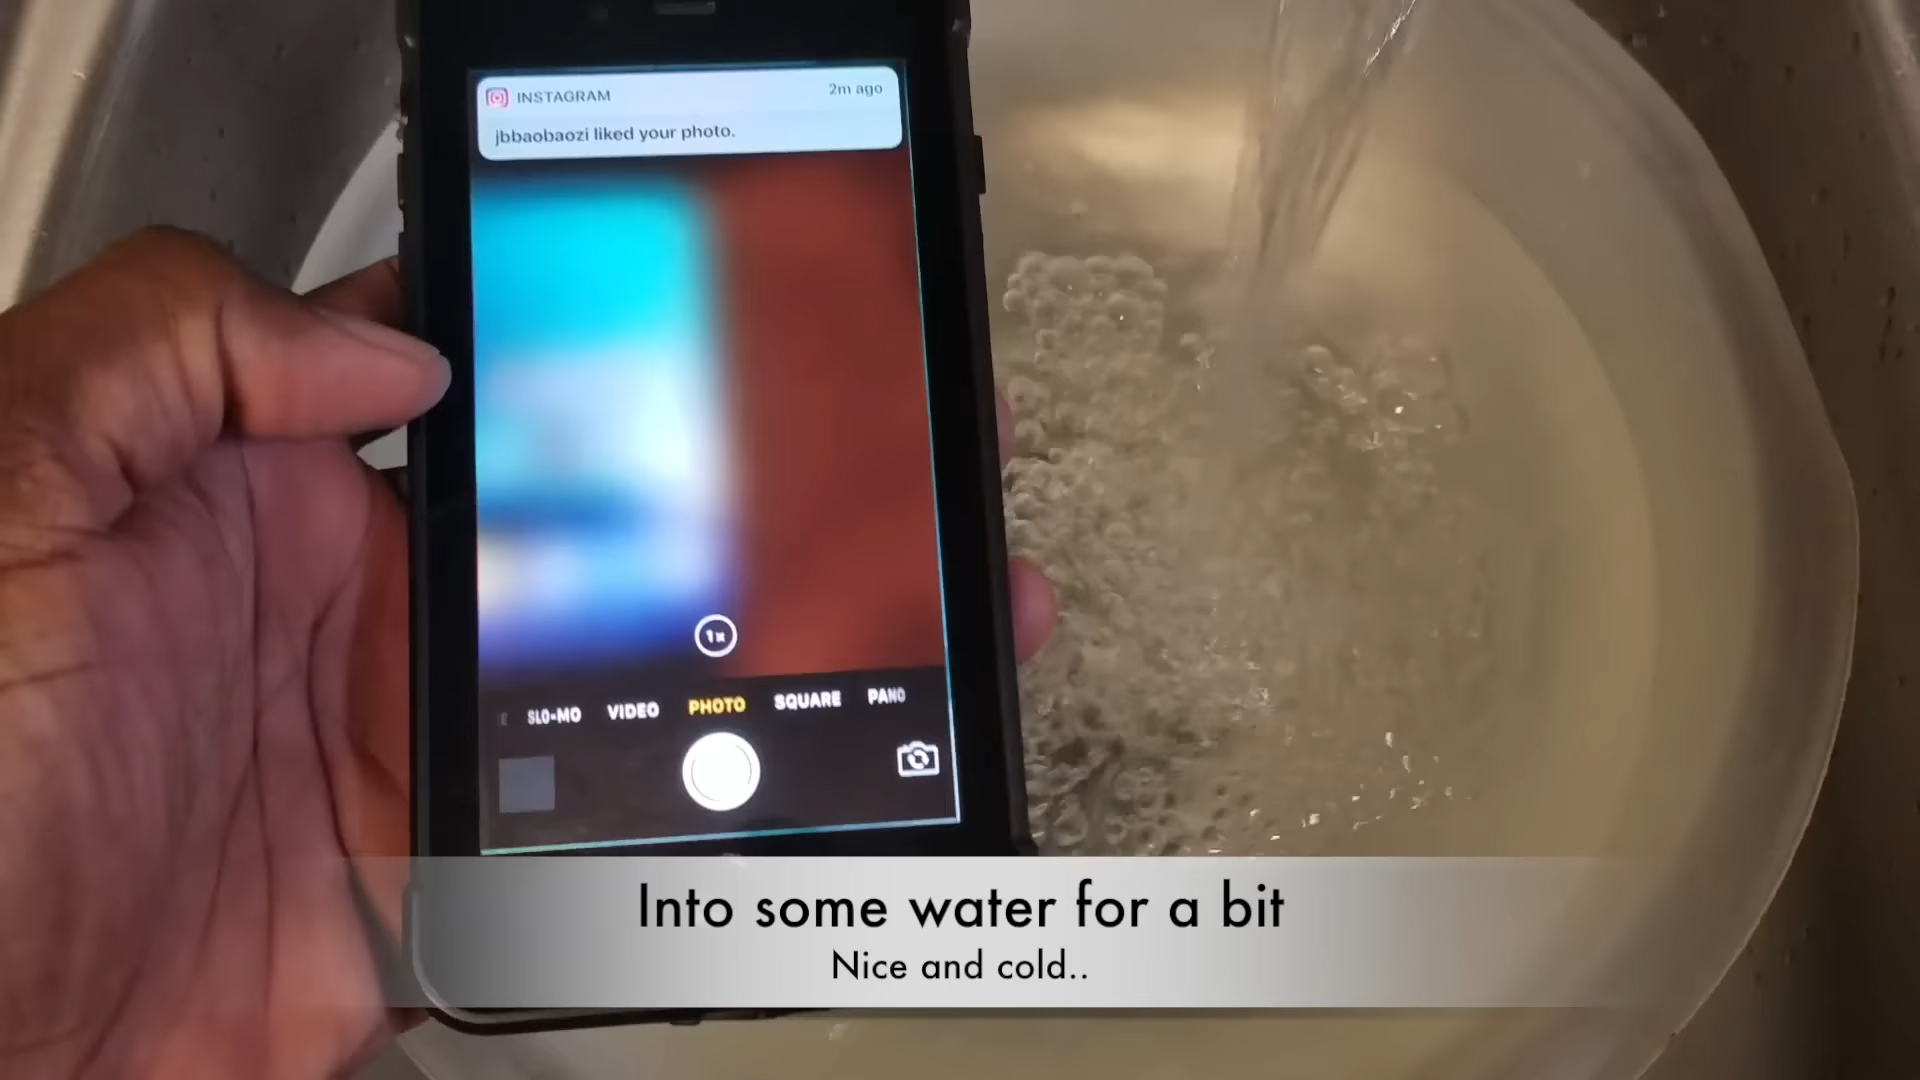 INSTAGRAM 2m ago
jbbaobaozi liked your photo.
1x
SLO-MO VIDEO PHOTO SQUARE PANO
Into some water for a bit
Nice and cold..